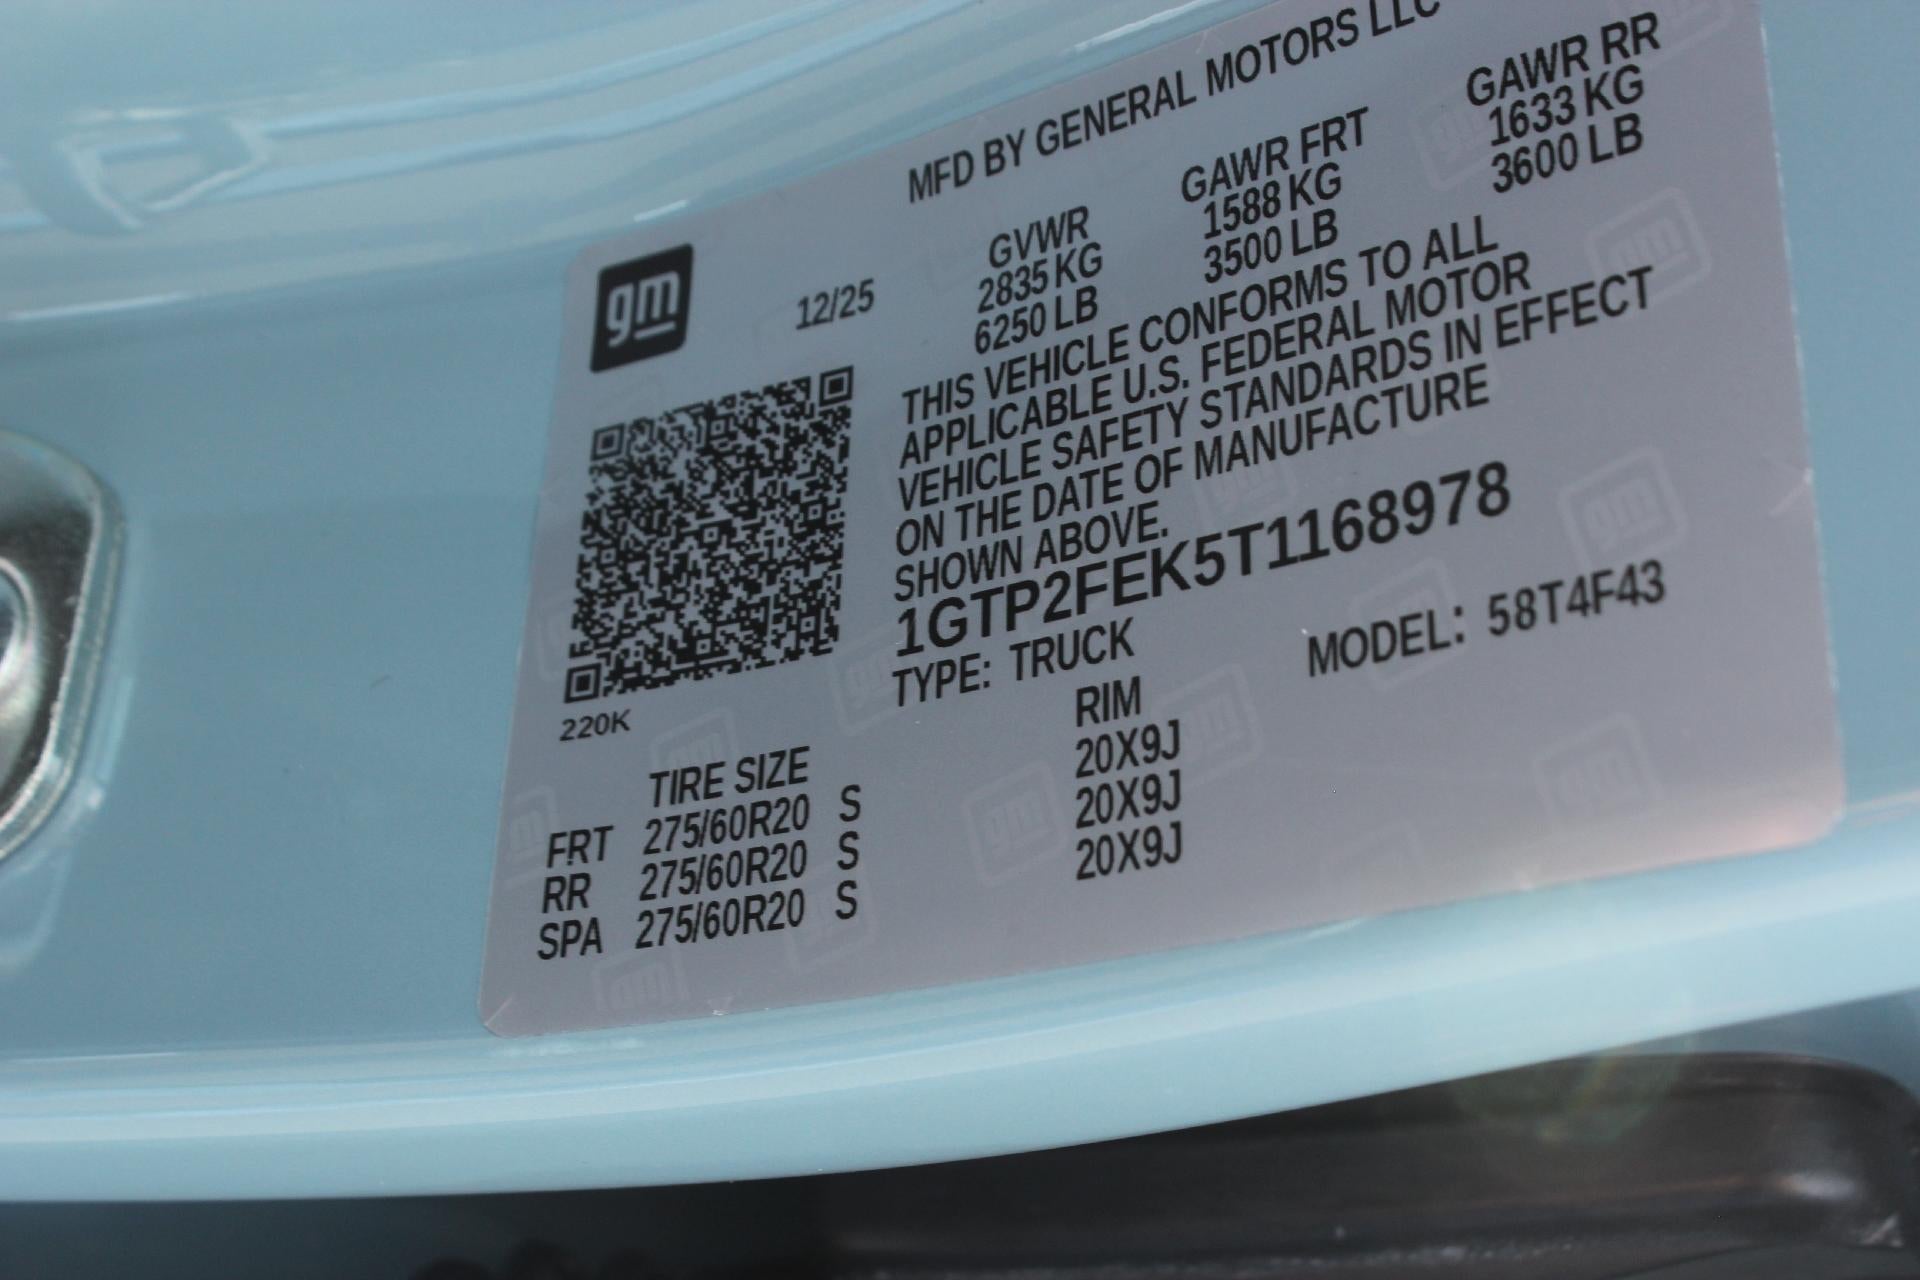 MFD BY GENERAL MOTORS LLC
gm
12/25
GVWR GAWR FRT GAWR RR
2835 KG 1588 KG 1633 KG
6250 LB 3500 LB 3600 LB
THIS VEHICLE CONFORMS TO ALL
APPLICABLE U.S. FEDERAL MOTOR
VEHICLE SAFETY STANDARDS IN EFFECT
ON THE DATE OF MANUFACTURE
SHOWN ABOVE.
1GTP2FEK5T1168978
TYPE: TRUCK MODEL: 58T4F43
220K
TIRE SIZE RIM
FRT 275/60R20 S 20X9J
RR 275/60R20 S 20X9J
SPA 275/60R20 S 20X9J